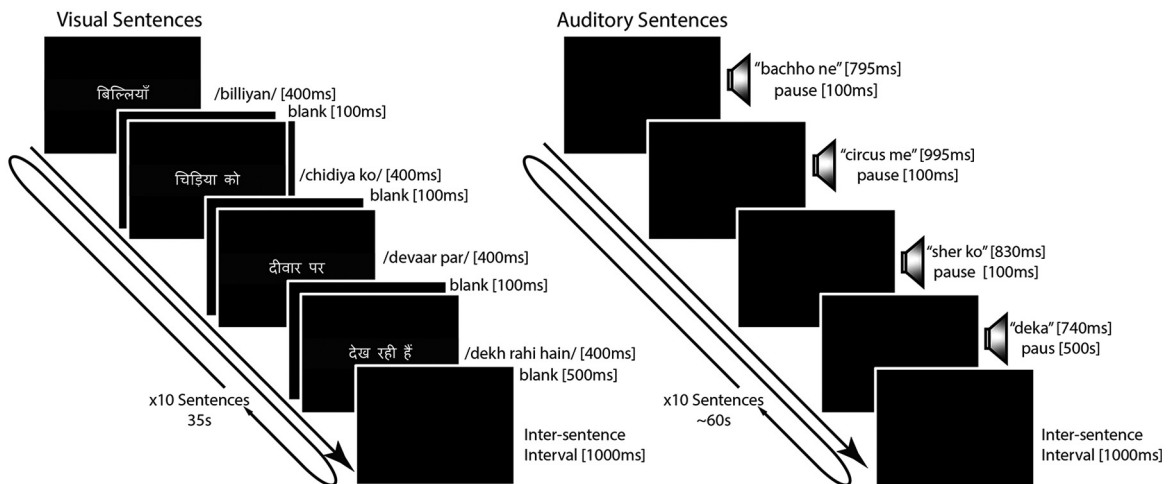 Visual Sentences
बिल्लियाँ
/billiyan/ [400ms]
blank [100ms]
चिड़िया को
/chidiya ko/ [400ms]
blank [100ms]
दीवार पर
/devaar par/ [400ms]
blank [100ms]
देख रही हैं
/dekh rahi hain/ [400ms]
blank [500ms]
x10 Sentences
35s
Inter-sentence
Interval [1000ms]
Auditory Sentences
“bachho ne” [795ms]
pause [100ms]
“circus me” [995ms]
pause [100ms]
“sher ko” [830ms]
pause [100ms]
“deka” [740ms]
paus [500s]
x10 Sentences
~60s
Inter-sentence
Interval [1000ms]